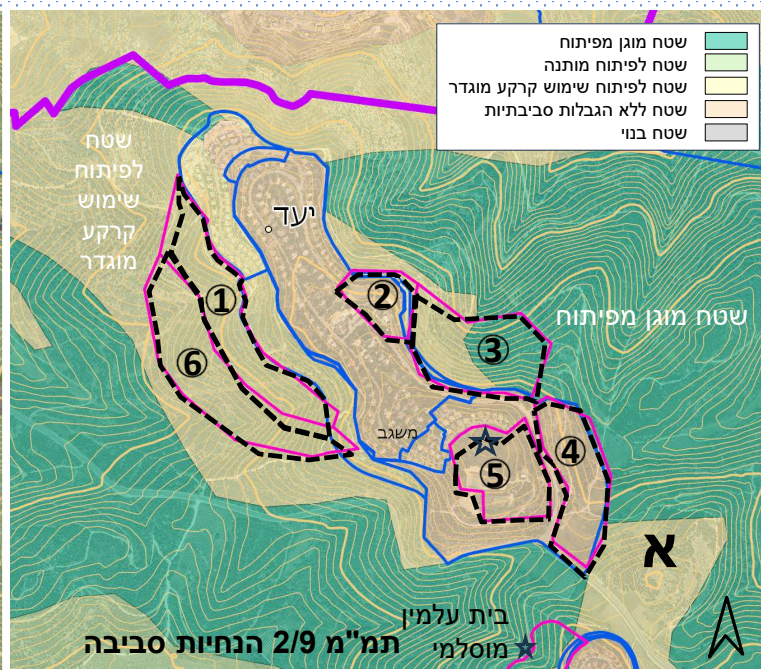 שטח מוגן מפיתוח
שטח לפיתוח מותנה
שטח לפיתוח שימוש קרקע מוגדר
שטח ללא הגבלות סביבתיות
שטח בנוי
שטח
לפיתוח
שימוש
קרקע
מוגדר
יעד
①
②
③
שטח מוגן מפיתוח
⑥
משגב
④
⑤
א
בית עלמין
מוסלמי
תמ"מ 2/9 הנחיות סביבה